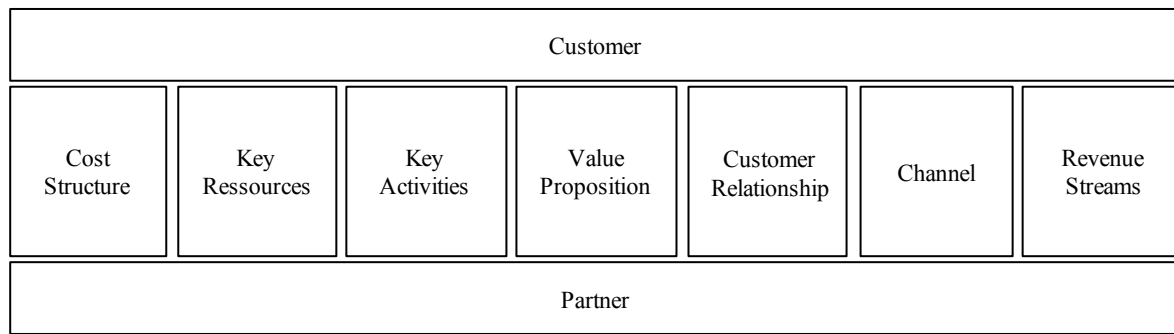 Customer
Cost
Structure
Key
Ressources
Key
Activities
Value
Proposition
Customer
Relationship
Channel
Revenue
Streams
Partner